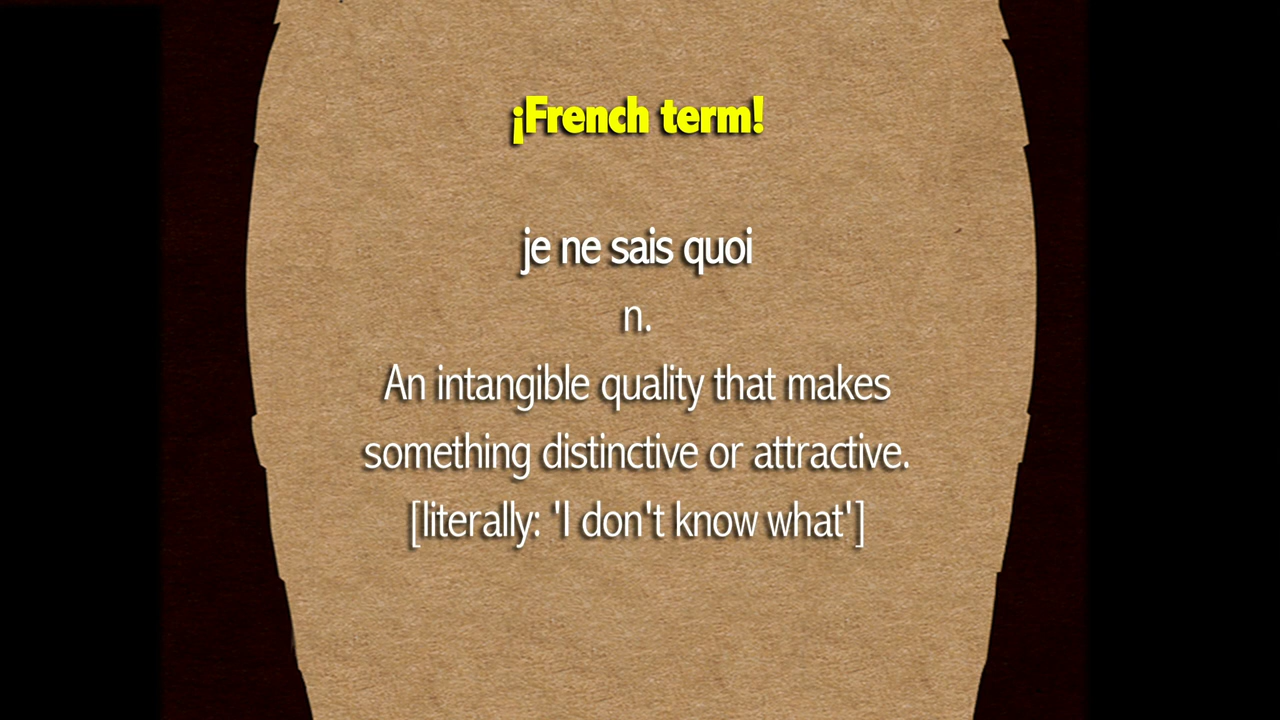 ¡French term!
je ne sais quoi
n.
An intangible quality that makes
something distinctive or attractive.
[literally: 'I don't know what']